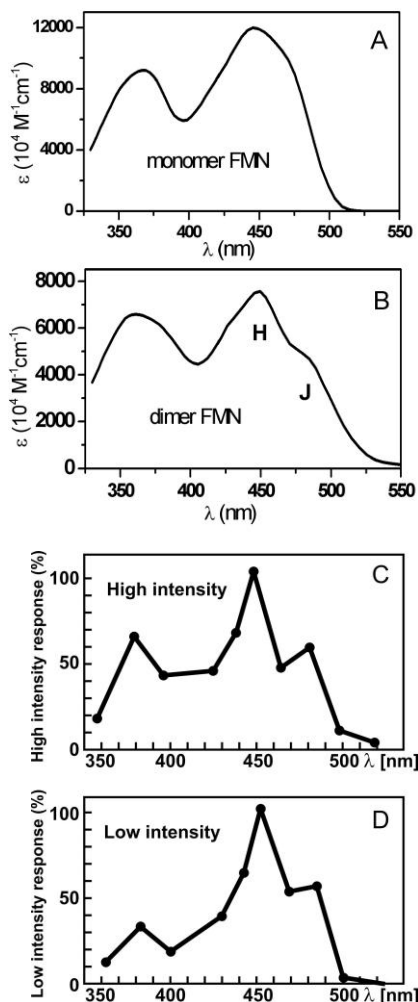 A
ε (10⁴ M⁻¹cm⁻¹)
12000
8000
4000
0
monomer FMN
350 400 450 500 550
λ (nm)
B
ε (10⁴ M⁻¹cm⁻¹)
8000
6000
4000
2000
0
H
J
dimer FMN
350 400 450 500 550
λ (nm)
C
High intensity response (%)
High intensity
100
50
0
350 400 450 500 λ [nm]
D
Low intensity response (%)
Low intensity
100
50
0
350 400 450 500 λ [nm]